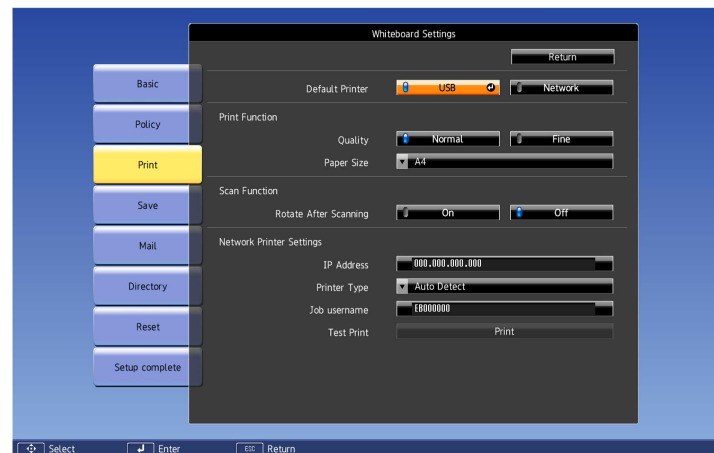 Whiteboard Settings
Return
Basic
Policy
Print
Save
Mail
Directory
Reset
Setup complete
Default Printer USB Network
Print Function
Quality Normal Fine
Paper Size A4
Scan Function
Rotate After Scanning On Off
Network Printer Settings
IP Address 000.000.000.000
Printer Type Auto Detect
Job username EB000000
Test Print Print
Select Enter ESC Return